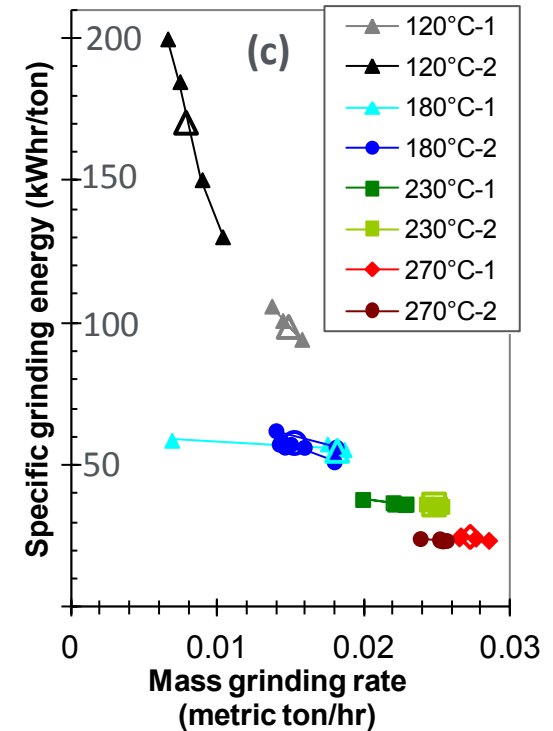 (c)
200
150
100
50
Specific grinding energy (kWhr/ton)
120°C-1
120°C-2
180°C-1
180°C-2
230°C-1
230°C-2
270°C-1
270°C-2
0 0.01 0.02 0.03
Mass grinding rate
(metric ton/hr)